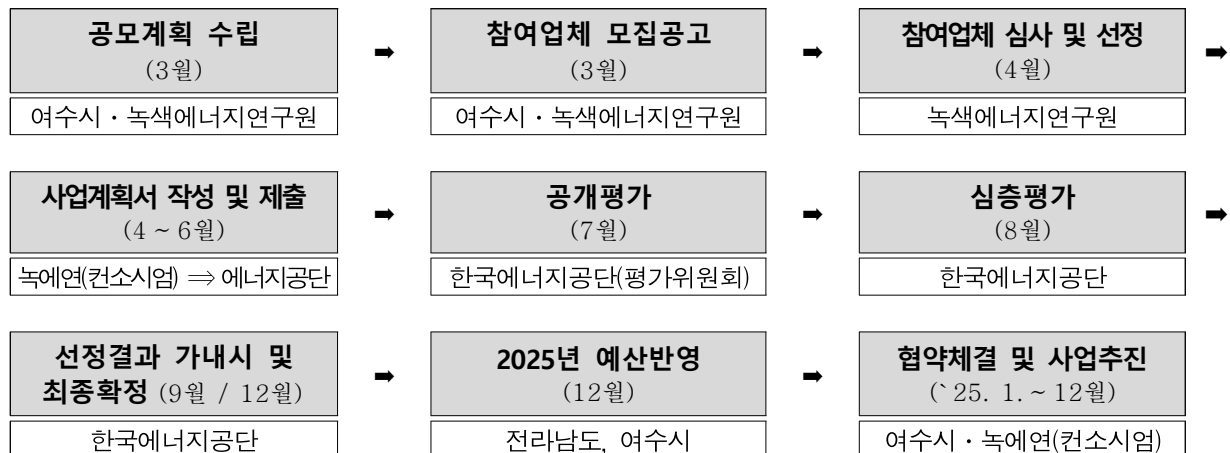 공모계획 수립
(3월)
여수시・녹색에너지연구원
➡
참여업체 모집공고
(3월)
여수시・녹색에너지연구원
➡
참여업체 심사 및 선정
(4월)
녹색에너지연구원
➡
사업계획서 작성 및 제출
(4 ~ 6월)
녹에연(컨소시엄) ⇒ 에너지공단
➡
공개평가
(7월)
한국에너지공단(평가위원회)
➡
심층평가
(8월)
한국에너지공단
➡
선정결과 가내시 및
최종확정 (9월 / 12월)
한국에너지공단
➡
2025년 예산반영
(12월)
전라남도, 여수시
➡
협약체결 및 사업추진
(`25. 1. ~ 12월)
여수시・녹에연(컨소시엄)